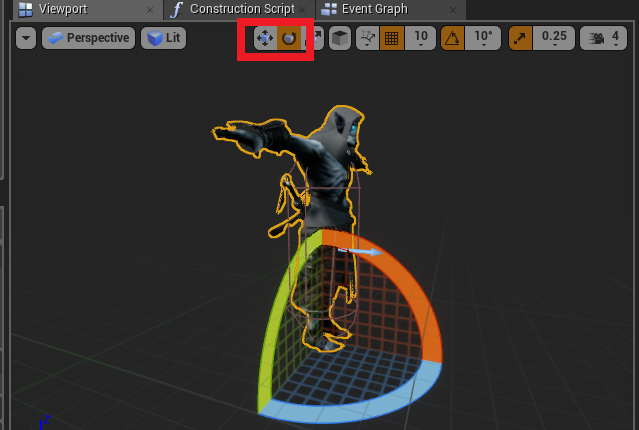 Viewport
Construction Script
Event Graph
Perspective
Lit
10
10°
0.25
4